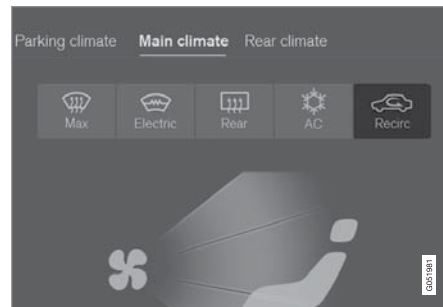 Parking climate Main climate Rear climate
Max Electric Rear AC Recirc
G051981